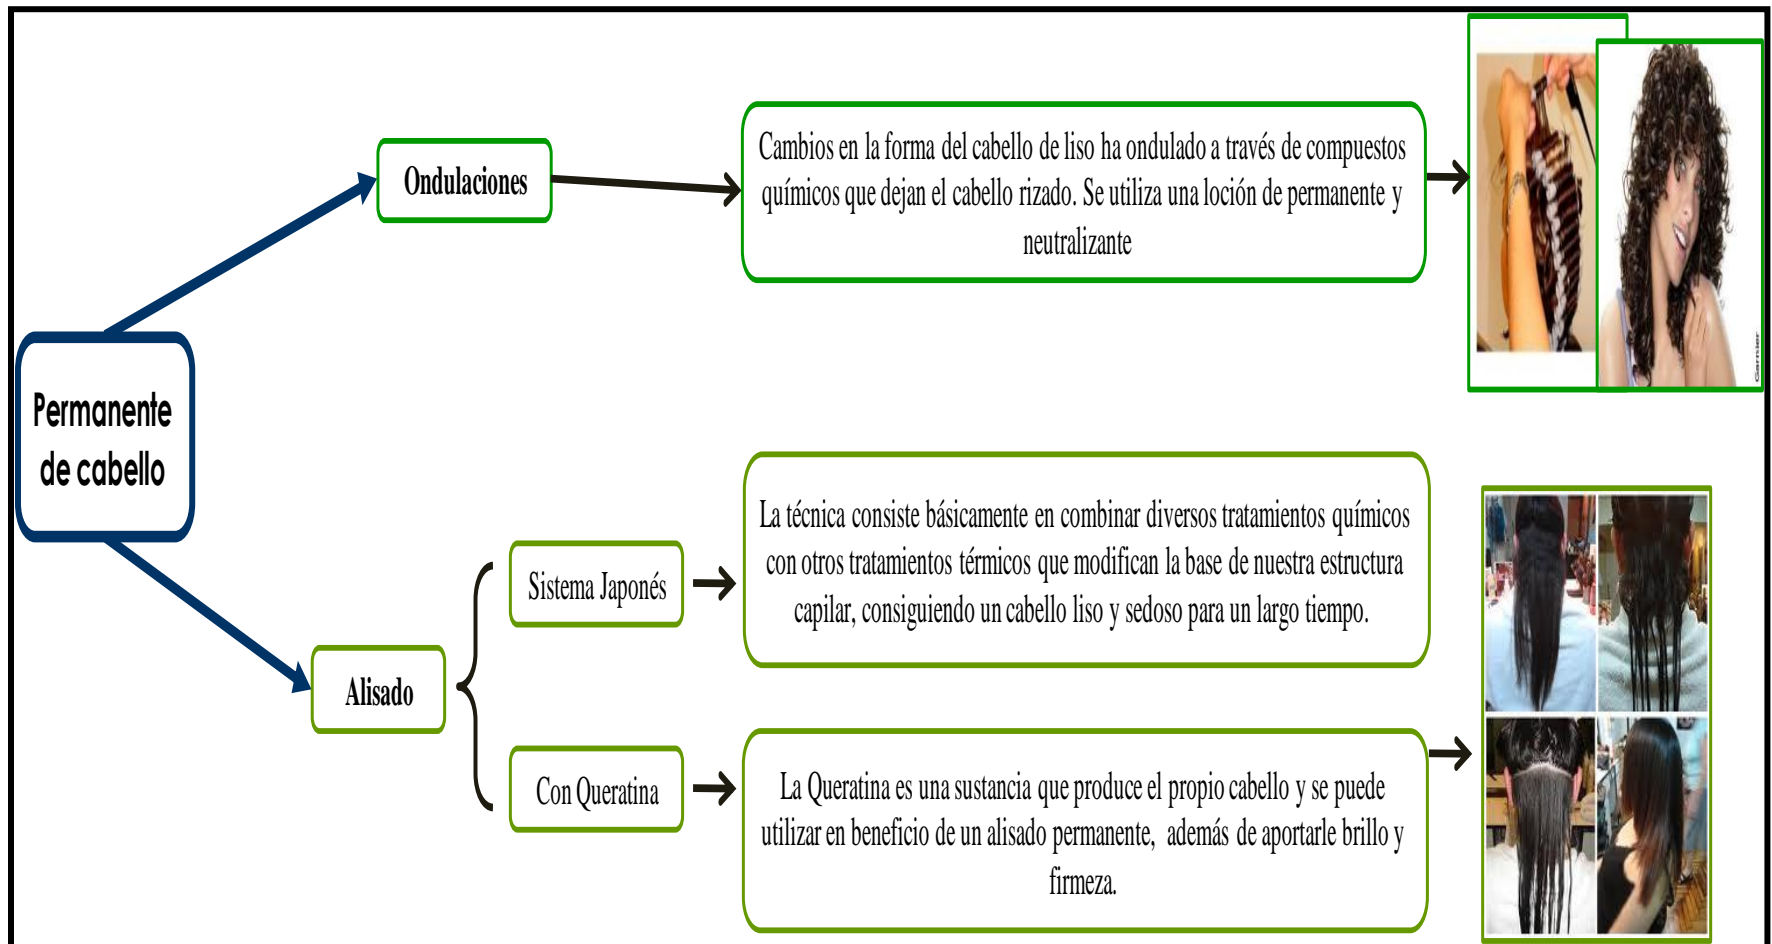 Permanente
de cabello
Ondulaciones
Cambios en la forma del cabello de liso ha ondulado a través de compuestos
químicos que dejan el cabello rizado. Se utiliza una loción de permanente y
neutralizante
Garnier
Alisado
Sistema Japonés
La técnica consiste básicamente en combinar diversos tratamientos químicos
con otros tratamientos térmicos que modifican la base de nuestra estructura
capilar, consiguiendo un cabello liso y sedoso para un largo tiempo.
Con Queratina
La Queratina es una sustancia que produce el propio cabello y se puede
utilizar en beneficio de un alisado permanente, además de aportarle brillo y
firmeza.